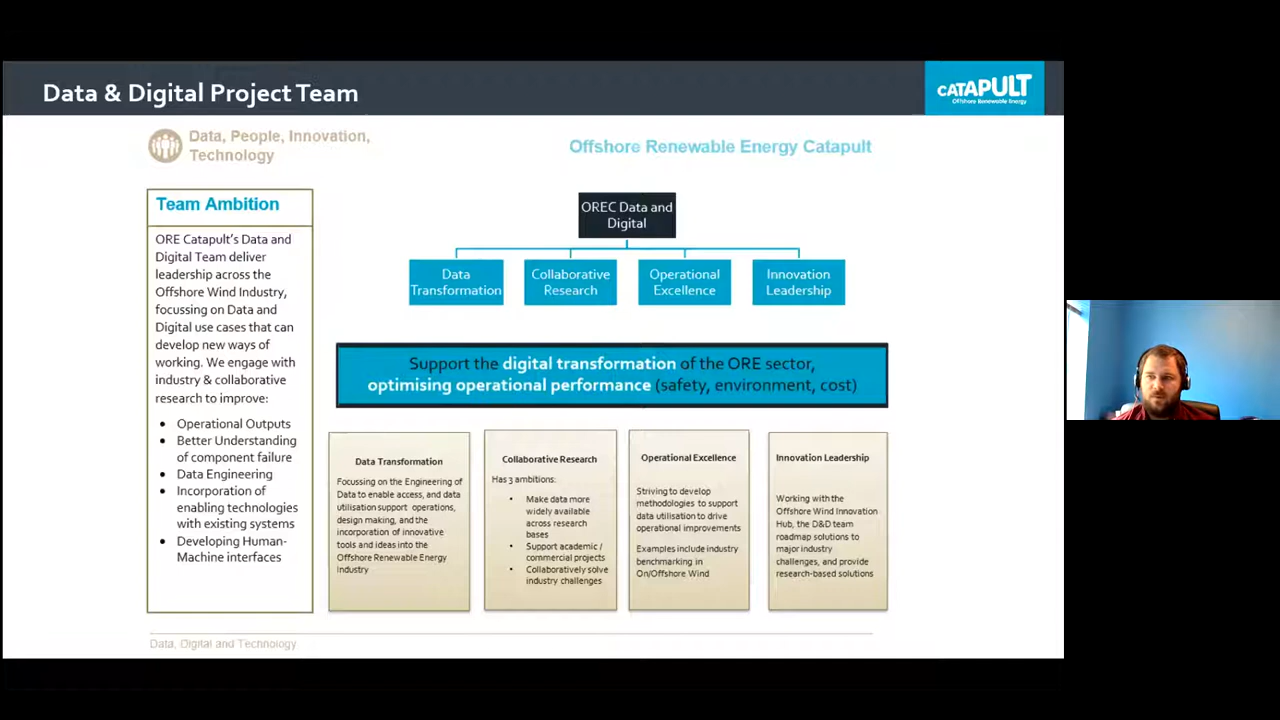 Data & Digital Project Team
CATAPULT
Offshore Renewable Energy
Data, People, Innovation,
Technology
Offshore Renewable Energy Catapult
Team Ambition
ORE Catapult's Data and
Digital Team deliver
leadership across the
Offshore Wind Industry,
focussing on Data and
Digital use cases that can
develop new ways of
working. We engage with
industry & collaborative
research to improve:
• Operational Outputs
• Better Understanding
of component failure
• Data Engineering
• Incorporation of
enabling technologies
with existing systems
• Developing Human-
Machine interfaces
OREC Data and
Digital
Data
Transformation
Collaborative
Research
Operational
Excellence
Innovation
Leadership
Support the digital transformation of the ORE sector,
optimising operational performance (safety, environment, cost)
Data Transformation
Focussing on the Engineering of
Data to enable access, and data
utilisation support operations,
design making, and the
incorporation of innovative
tools and ideas into the
Offshore Renewable Energy
Industry
Collaborative Research
Has 3 ambitions:
• Make data more
widely available
across research
bases
• Support academic /
commercial projects
• Collaboratively solve
industry challenges
Operational Excellence
Striving to develop
methodologies to support
data utilisation to drive
operational improvements
Examples include industry
benchmarking in
On/Offshore Wind
Innovation Leadership
Working with the
Offshore Wind Innovation
Hub, the D&D team
roadmap solutions to
major industry
challenges, and provide
research-based solutions
Data, Digital and Technology